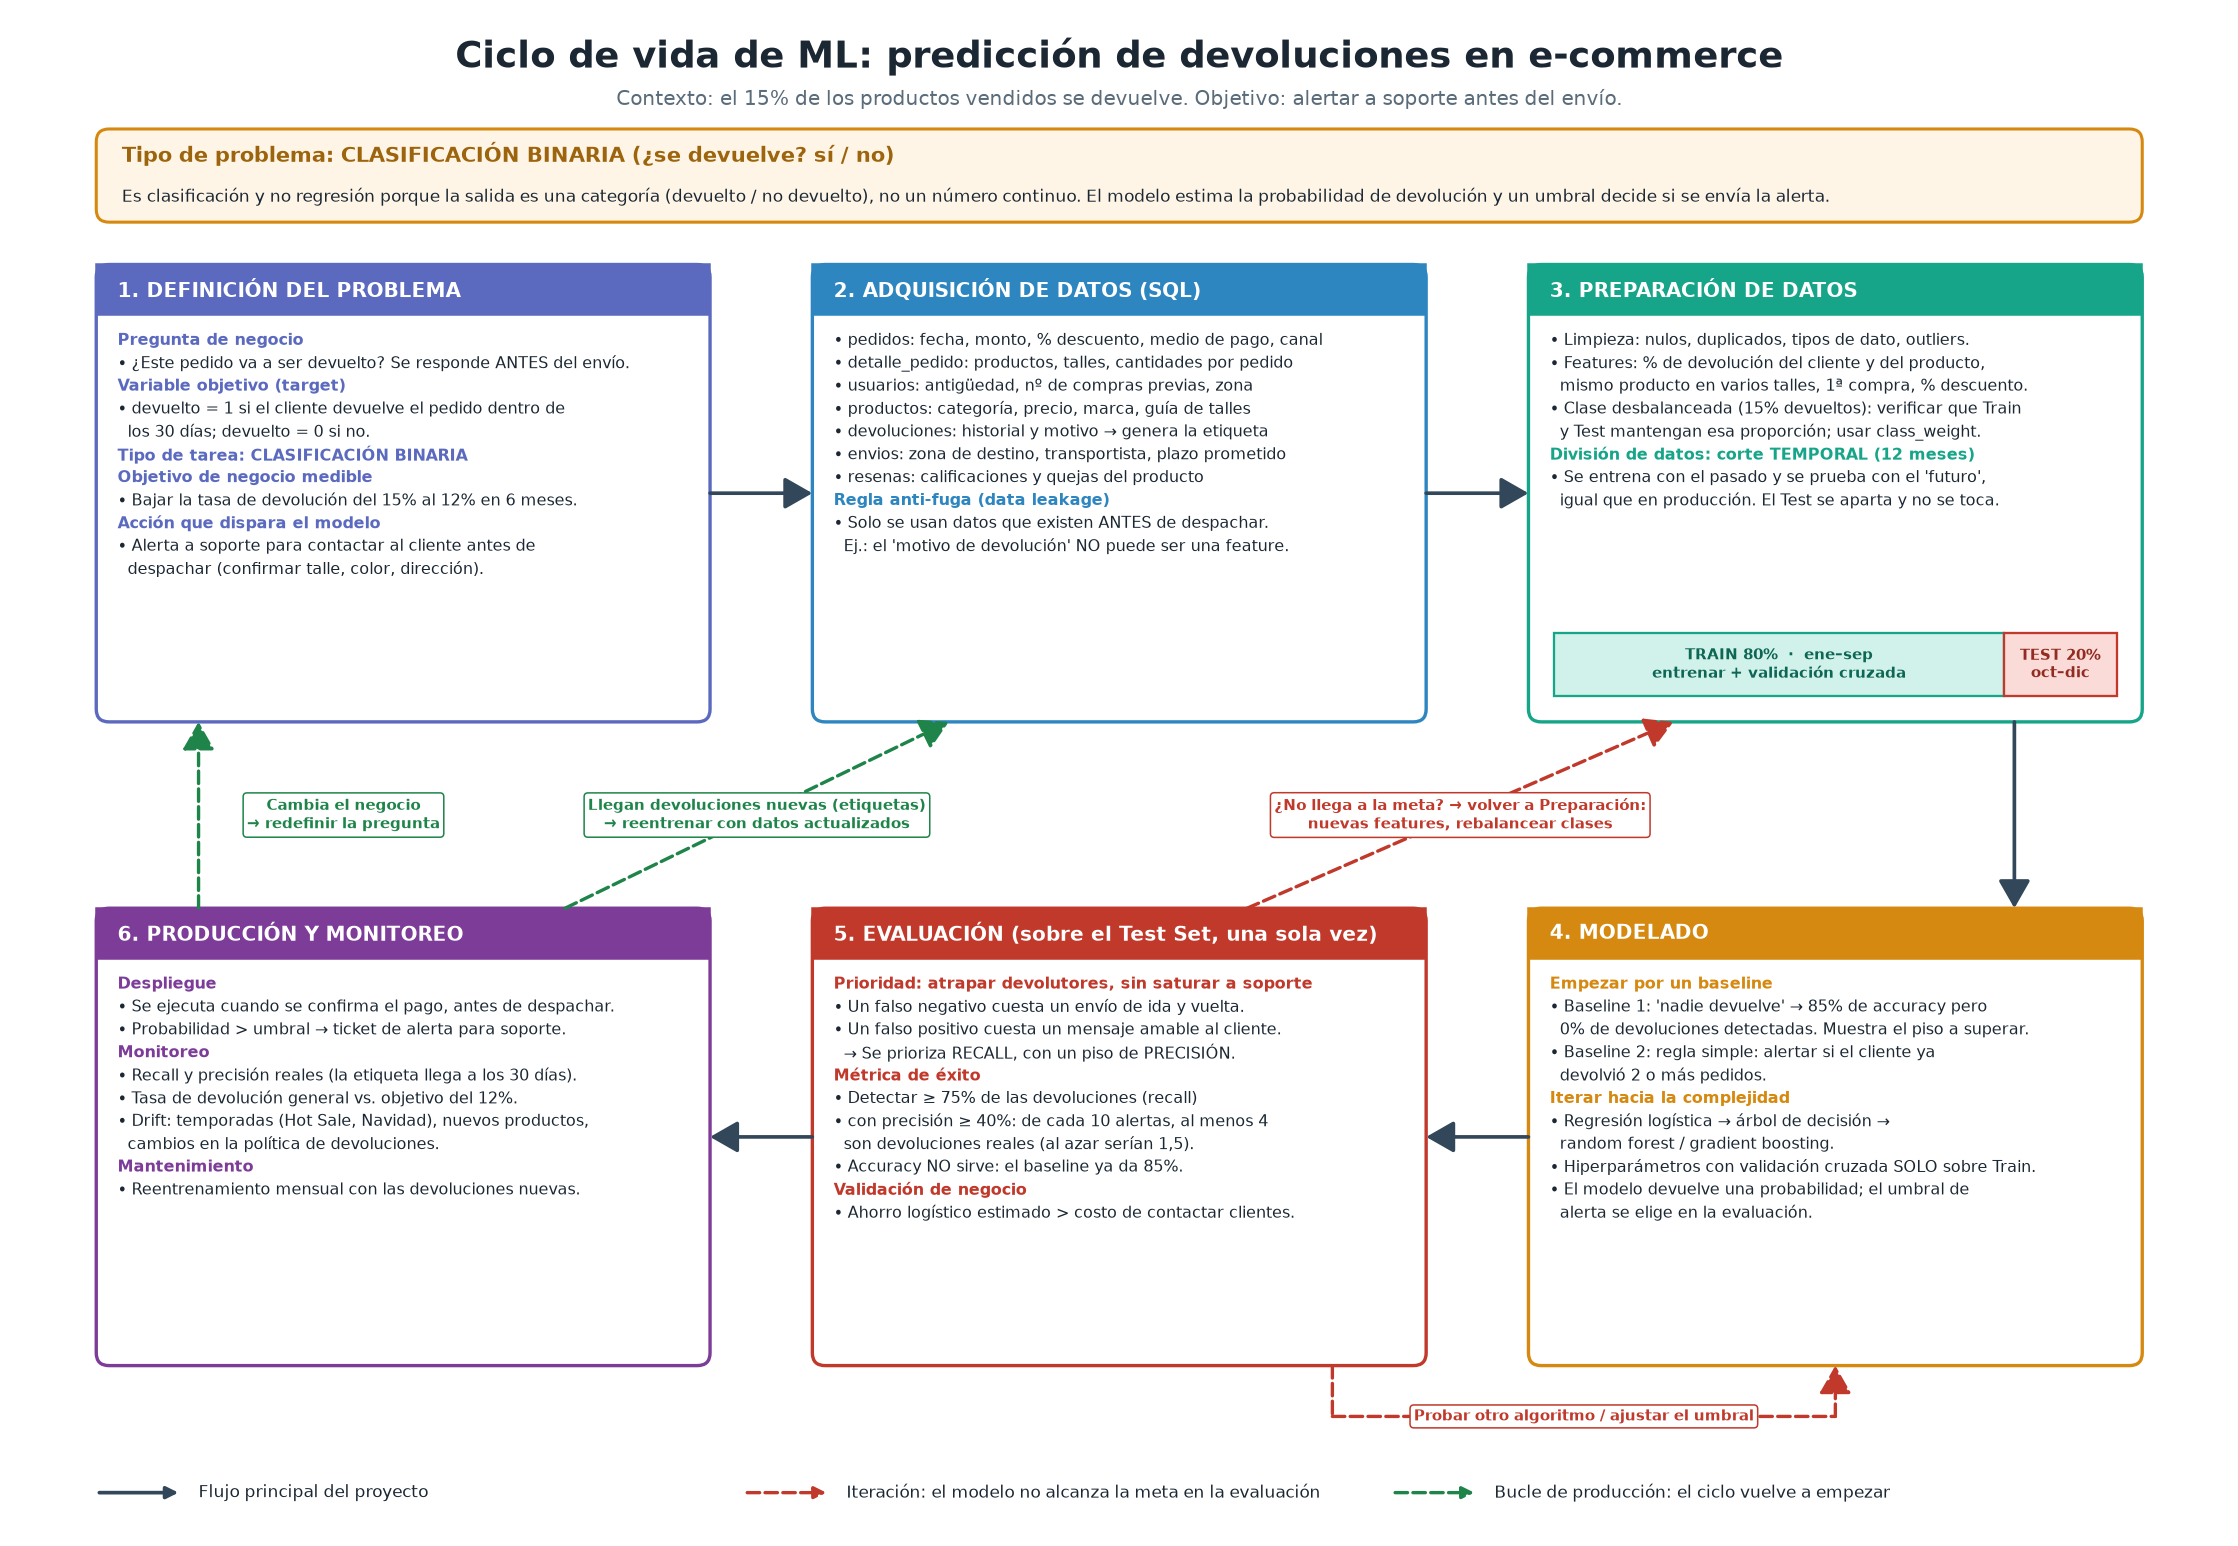 Ciclo de vida de ML: predicción de devoluciones en e-commerce
Contexto: el 15% de los productos vendidos se devuelve. Objetivo: alertar a soporte antes del envío.
Tipo de problema: CLASIFICACIÓN BINARIA (¿se devuelve? sí / no)
Es clasificación y no regresión porque la salida es una categoría (devuelto / no devuelto), no un número continuo. El modelo estima la probabilidad de devolución y un umbral decide si se envía la alerta.
1. DEFINICIÓN DEL PROBLEMA
Pregunta de negocio
• ¿Este pedido va a ser devuelto? Se responde ANTES del envío.
Variable objetivo (target)
• devuelto = 1 si el cliente devuelve el pedido dentro de
los 30 días; devuelto = 0 si no.
Tipo de tarea: CLASIFICACIÓN BINARIA
Objetivo de negocio medible
• Bajar la tasa de devolución del 15% al 12% en 6 meses.
Acción que dispara el modelo
• Alerta a soporte para contactar al cliente antes de
despachar (confirmar talle, color, dirección).
2. ADQUISICIÓN DE DATOS (SQL)
• pedidos: fecha, monto, % descuento, medio de pago, canal
• detalle_pedido: productos, talles, cantidades por pedido
• usuarios: antigüedad, nº de compras previas, zona
• productos: categoría, precio, marca, guía de talles
• devoluciones: historial y motivo → genera la etiqueta
• envios: zona de destino, transportista, plazo prometido
• resenas: calificaciones y quejas del producto
Regla anti-fuga (data leakage)
• Solo se usan datos que existen ANTES de despachar.
Ej.: el 'motivo de devolución' NO puede ser una feature.
3. PREPARACIÓN DE DATOS
• Limpieza: nulos, duplicados, tipos de dato, outliers.
• Features: % de devolución del cliente y del producto,
mismo producto en varios talles, 1ª compra, % descuento.
• Clase desbalanceada (15% devueltos): verificar que Train
y Test mantengan esa proporción; usar class_weight.
División de datos: corte TEMPORAL (12 meses)
• Se entrena con el pasado y se prueba con el 'futuro',
igual que en producción. El Test se aparta y no se toca.
TRAIN 80% · ene–sep
entrenar + validación cruzada
TEST 20%
oct–dic
Cambia el negocio
→ redefinir la pregunta
Llegan devoluciones nuevas (etiquetas)
→ reentrenar con datos actualizados
¿No llega a la meta? → volver a Preparación:
nuevas features, rebalancear clases
6. PRODUCCIÓN Y MONITOREO
Despliegue
• Se ejecuta cuando se confirma el pago, antes de despachar.
• Probabilidad > umbral → ticket de alerta para soporte.
Monitoreo
• Recall y precisión reales (la etiqueta llega a los 30 días).
• Tasa de devolución general vs. objetivo del 12%.
• Drift: temporadas (Hot Sale, Navidad), nuevos productos,
cambios en la política de devoluciones.
Mantenimiento
• Reentrenamiento mensual con las devoluciones nuevas.
5. EVALUACIÓN (sobre el Test Set, una sola vez)
Prioridad: atrapar devolutores, sin saturar a soporte
• Un falso negativo cuesta un envío de ida y vuelta.
• Un falso positivo cuesta un mensaje amable al cliente.
→ Se prioriza RECALL, con un piso de PRECISIÓN.
Métrica de éxito
• Detectar ≥ 75% de las devoluciones (recall)
• con precisión ≥ 40%: de cada 10 alertas, al menos 4
son devoluciones reales (al azar serían 1,5).
• Accuracy NO sirve: el baseline ya da 85%.
Validación de negocio
• Ahorro logístico estimado > costo de contactar clientes.
4. MODELADO
Empezar por un baseline
• Baseline 1: 'nadie devuelve' → 85% de accuracy pero
0% de devoluciones detectadas. Muestra el piso a superar.
• Baseline 2: regla simple: alertar si el cliente ya
devolvió 2 o más pedidos.
Iterar hacia la complejidad
• Regresión logística → árbol de decisión →
random forest / gradient boosting.
• Hiperparámetros con validación cruzada SOLO sobre Train.
• El modelo devuelve una probabilidad; el umbral de
alerta se elige en la evaluación.
Probar otro algoritmo / ajustar el umbral
Flujo principal del proyecto
Iteración: el modelo no alcanza la meta en la evaluación
Bucle de producción: el ciclo vuelve a empezar